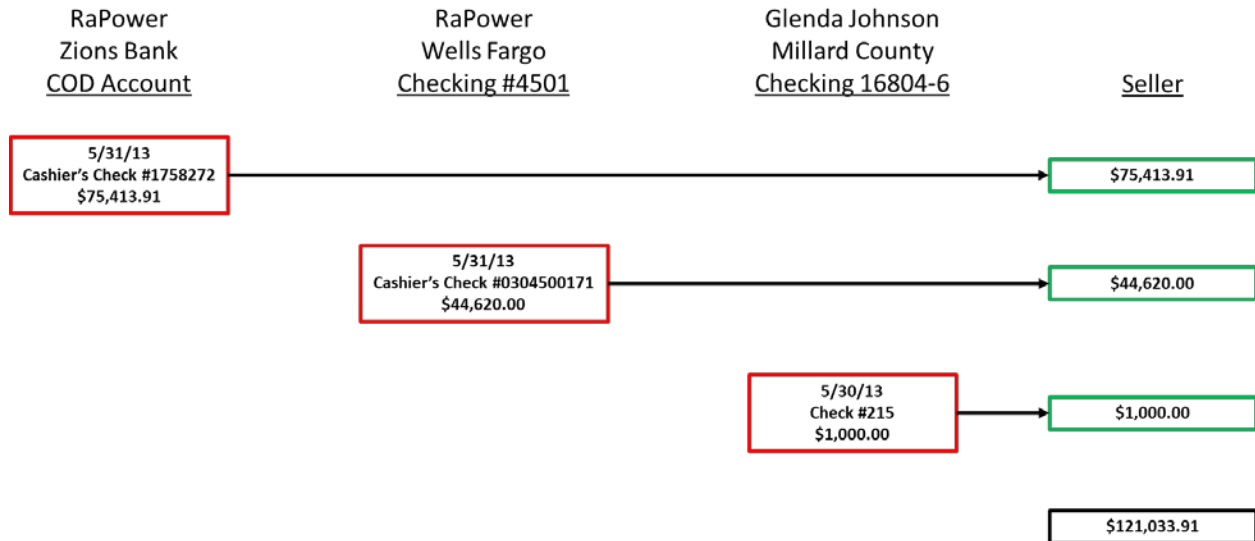 RaPower
Zions Bank
COD Account
RaPower
Wells Fargo
Checking #4501
Glenda Johnson
Millard County
Checking 16804-6
Seller
5/31/13
Cashier's Check #1758272
$75,413.91
$75,413.91
5/31/13
Cashier's Check #0304500171
$44,620.00
$44,620.00
5/30/13
Check #215
$1,000.00
$1,000.00
$121,033.91